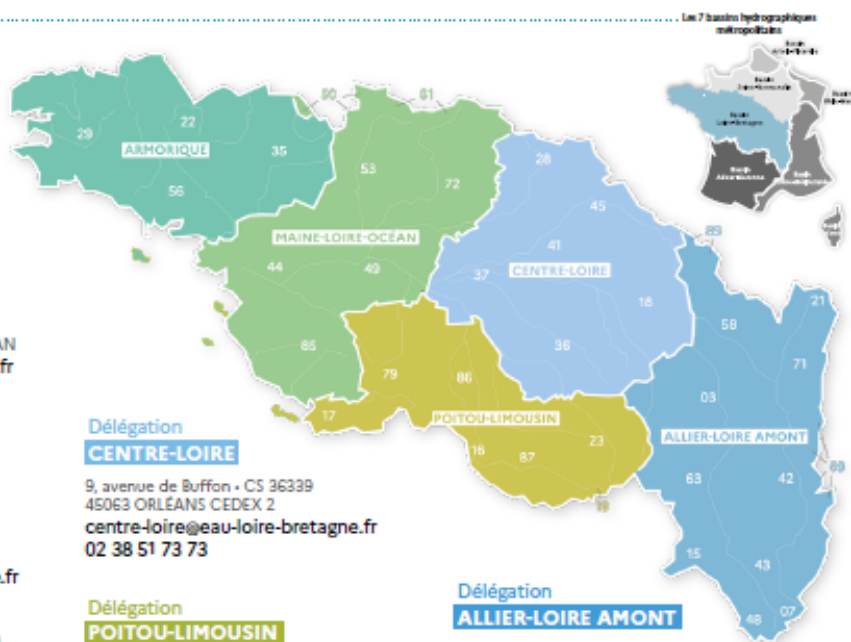 Les 7 bassins hydrographiques
métropolitains
50
61
29
22
35
56
ARMORIQUE
53
72
MAINE-LOIRE-OCÉAN
44
49
85
28
45
41
37
CENTRE-LOIRE
18
36
89
58
21
71
03
ALLIER-LOIRE AMONT
63
42
69
15
43
48
07
79
86
17
POITOU-LIMOUSIN
16
87
23
19
AN
fr
Délégation
CENTRE-LOIRE
9, avenue de Buffon • CS 36339
45063 ORLÉANS CEDEX 2
centre-loire@eau-loire-bretagne.fr
02 38 51 73 73
.fr
Délégation
POITOU-LIMOUSIN
Délégation
ALLIER-LOIRE AMONT